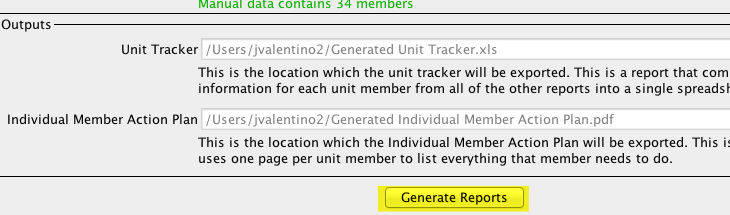 Manual data contains 34 members
Outputs
Unit Tracker /Users/jvalentino2/Generated Unit Tracker.xls
This is the location which the unit tracker will be exported. This is a report that com
information for each unit member from all of the other reports into a single spreadsh
Individual Member Action Plan /Users/jvalentino2/Generated Individual Member Action Plan.pdf
This is the location which the Individual Member Action Plan will be exported. This is
uses one page per unit member to list everything that member needs to do.
Generate Reports